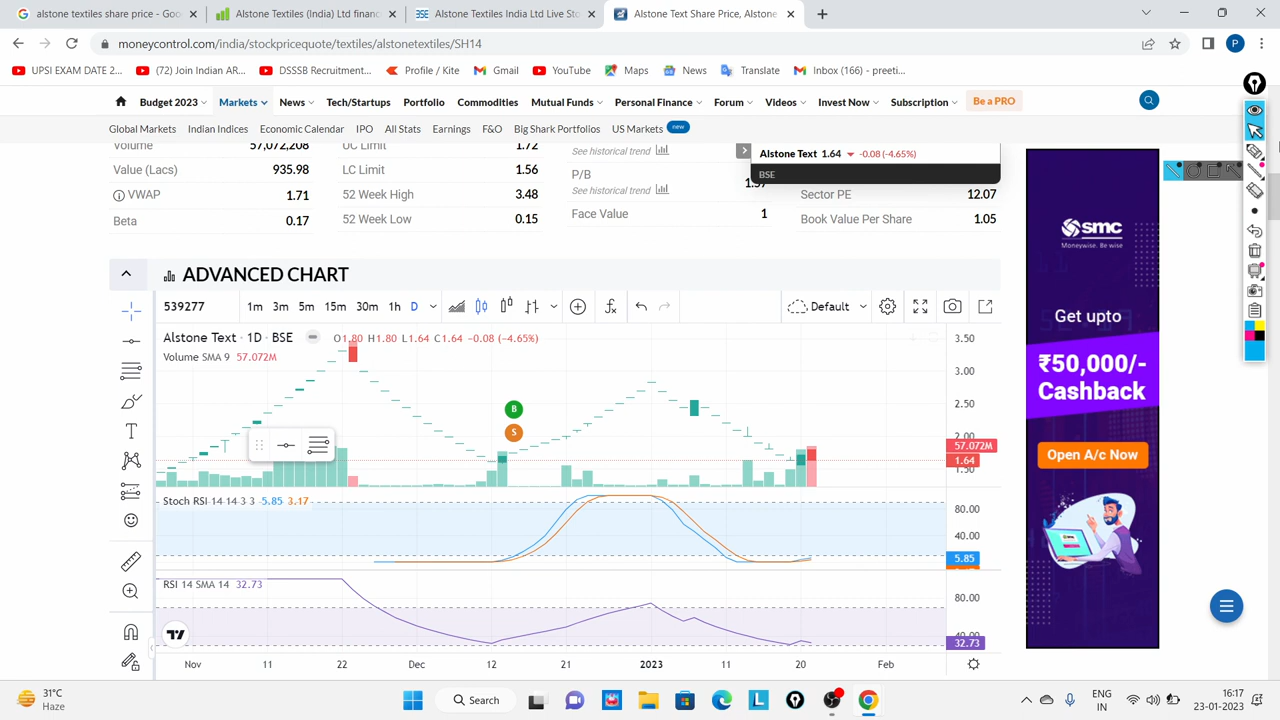 alstone textiles share price - Goo
Alstone Textiles (India) Ltd financ
Alstone Textiles India Ltd Live Sto
Alstone Text Share Price, Alstone
moneycontrol.com/india/stockpricequote/textiles/alstonetextiles/SH14
UPSI EXAM DATE 2...
(72) Join Indian AR...
DSSSB Recruitment...
Profile / Kite
Gmail
YouTube
Maps
News
Translate
Inbox (166) - preeti...
Budget 2023
Markets
News
Tech/Startups
Portfolio
Commodities
Mutual Funds
Personal Finance
Forum
Videos
Invest Now
Subscription
Be a PRO
Global Markets
Indian Indices
Economic Calendar
IPO
All Stats
Earnings
F&O
Big Shark Portfolios
US Markets
new
Volume 57,072,208
UC Limit 1.72
See historical trend
Alstone Text 1.64 -0.08 (-4.65%)
BSE
Value (Lacs) 935.98
LC Limit 1.56
P/B
See historical trend
VWAP 1.71
52 Week High 3.48
Sector PE 12.07
Beta 0.17
52 Week Low 0.15
Face Value 1
Book Value Per Share 1.05
ADVANCED CHART
539277
1m 3m 5m 15m 30m 1h D
Default
Alstone Text · 1D · BSE
O1.80 H1.80 L1.64 C1.64 -0.08 (-4.65%)
Volume SMA 9 57.072M
3.50
3.00
2.50
2.00
57.072M
1.64
1.50
B
S
Stoch RSI 14 14 3 3 5.85 3.17
80.00
40.00
5.85
RSI 14 SMA 14 32.73
80.00
40.00
32.73
Nov 11 22 Dec 12 21 2023 11 20 Feb
smc
Moneywise. Be wise
Get upto
₹50,000/-
Cashback
Open A/c Now
31°C
Haze
Search
ENG
IN
16:17
23-01-2023